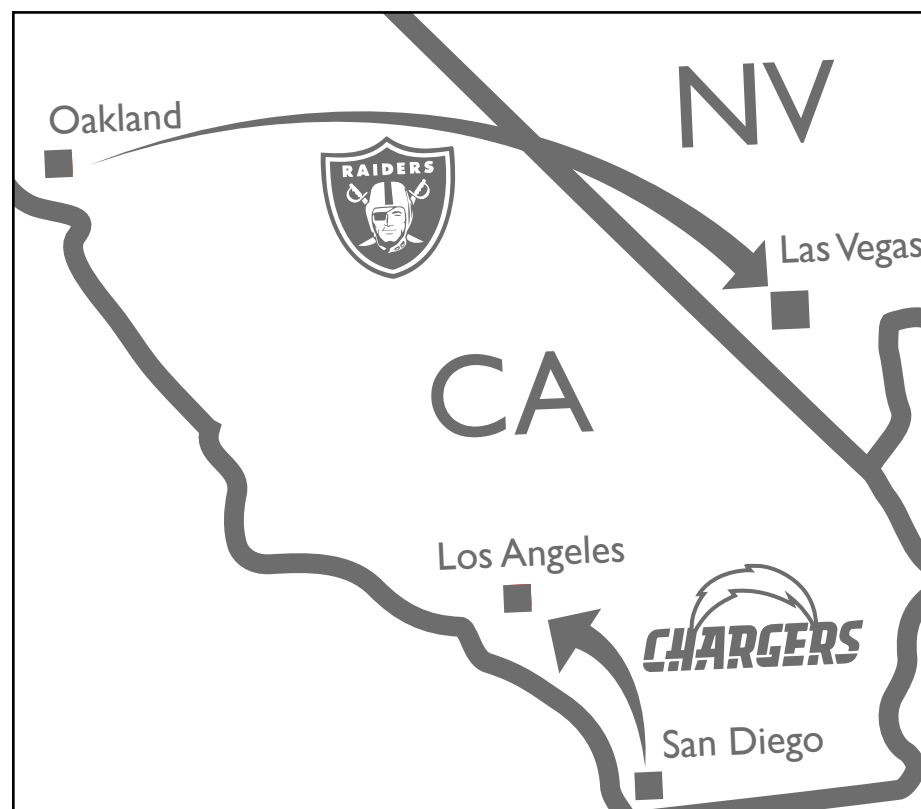 NV
Oakland
RAIDERS
Las Vegas
CA
Los Angeles
CHARGERS
San Diego